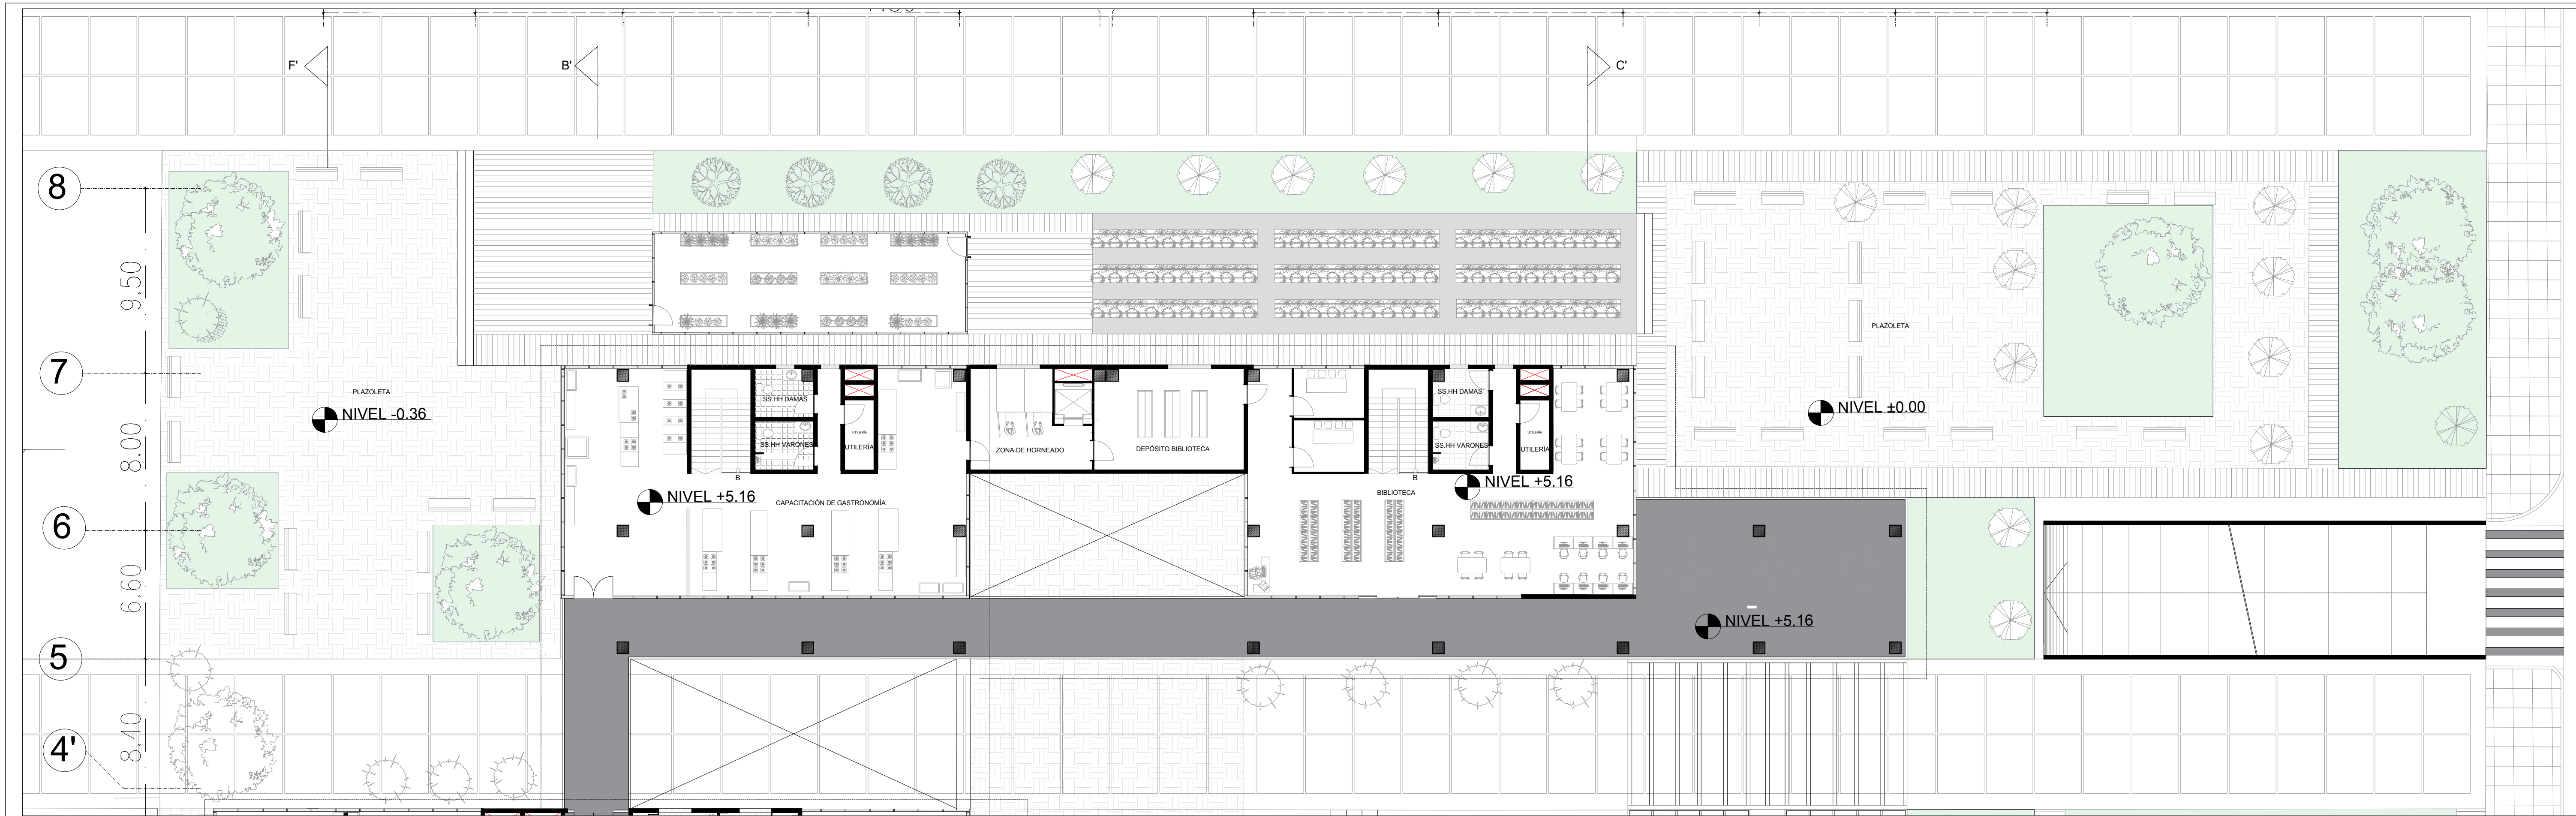 F'
B'
C'
8
9.50
7
PLAZOLETA
NIVEL -0.36
8.00
6
6.60
5
8.40
4'
SS.HH DAMAS
SS.HH VARONES
UTILERÍA
UTILERÍA
B
NIVEL +5.16
CAPACITACIÓN DE GASTRONOMÍA
ZONA DE HORNEADO
DEPÓSITO BIBLIOTECA
SS.HH DAMAS
SS.HH VARONES
UTILERÍA
UTILERÍA
B
NIVEL +5.16
BIBLIOTECA
NIVEL +5.16
PLAZOLETA
NIVEL ±0.00